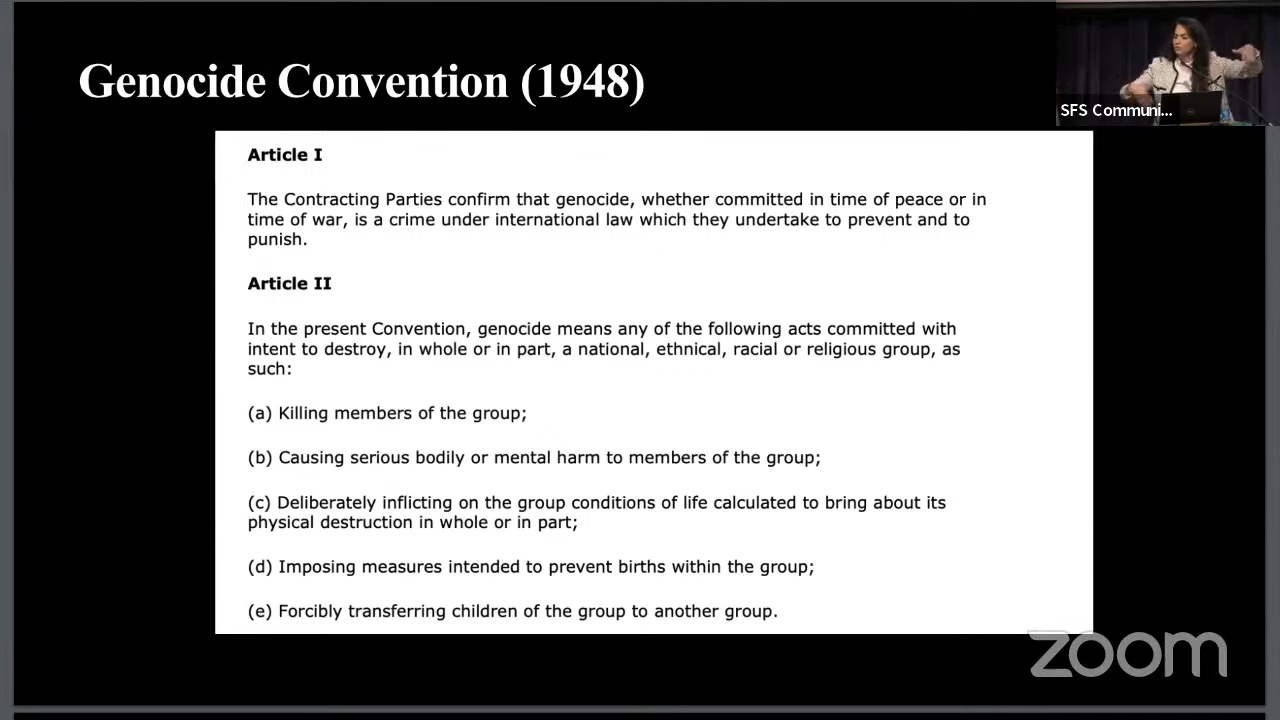 Genocide Convention (1948)
SFS Communi...
Article I
The Contracting Parties confirm that genocide, whether committed in time of peace or in
time of war, is a crime under international law which they undertake to prevent and to
punish.
Article II
In the present Convention, genocide means any of the following acts committed with
intent to destroy, in whole or in part, a national, ethnical, racial or religious group, as
such:
(a) Killing members of the group;
(b) Causing serious bodily or mental harm to members of the group;
(c) Deliberately inflicting on the group conditions of life calculated to bring about its
physical destruction in whole or in part;
(d) Imposing measures intended to prevent births within the group;
(e) Forcibly transferring children of the group to another group.
zoom